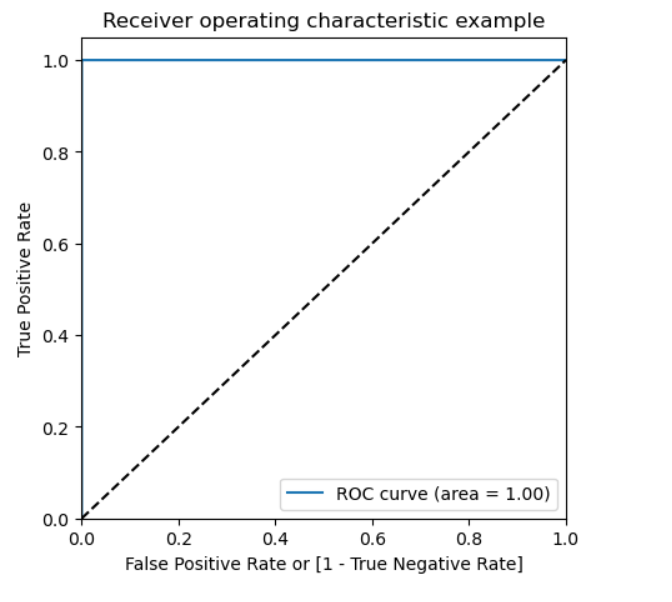 Receiver operating characteristic example
1.0
0.8
0.6
0.4
0.2
0.0
True Positive Rate
ROC curve (area = 1.00)
0.0 0.2 0.4 0.6 0.8 1.0
False Positive Rate or [1 - True Negative Rate]